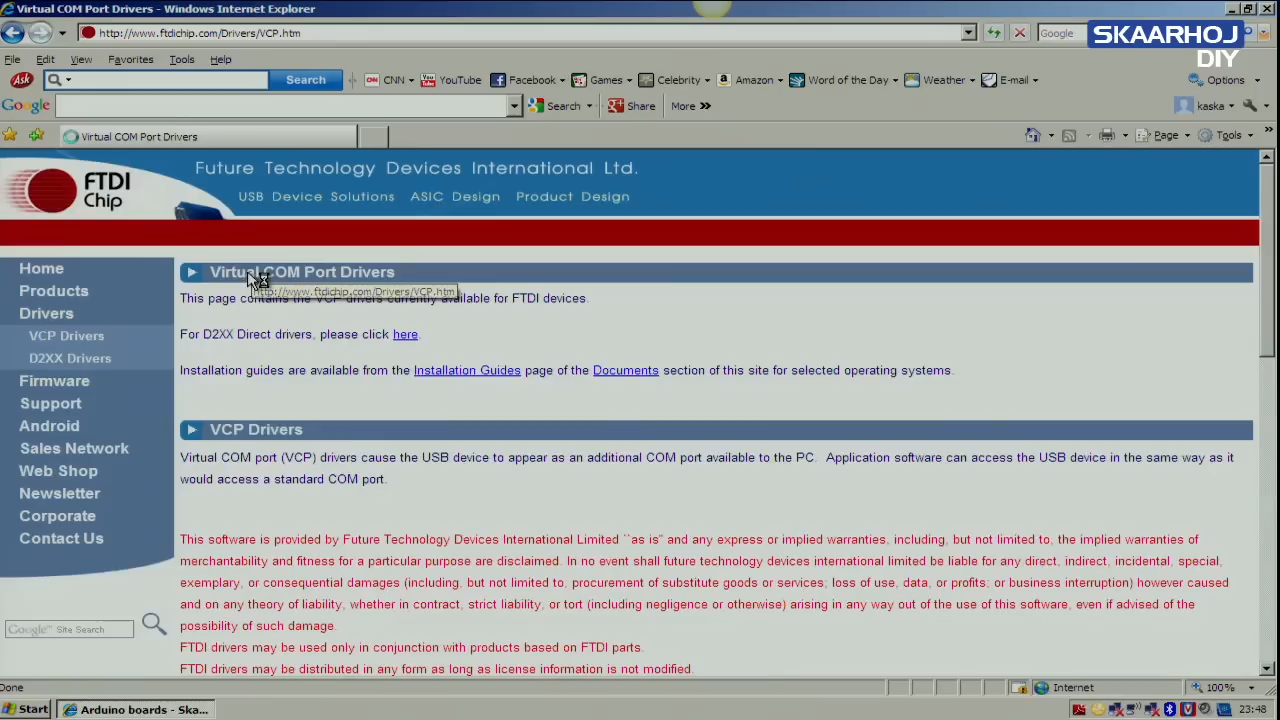 Virtual COM Port Drivers - Windows Internet Explorer
http://www.ftdichip.com/Drivers/VCP.htm
Google
SKAARHOJ
DIY
File Edit View Favorites Tools Help
Ask Search CNN YouTube Facebook Games Celebrity Amazon Word of the Day Weather E-mail Options
Google Search Share More kaska
Virtual COM Port Drivers
Page Tools
FTDI
Chip
Future Technology Devices International Ltd.
USB Device Solutions ASIC Design Product Design
Home
Products
Drivers
VCP Drivers
D2XX Drivers
Firmware
Support
Android
Sales Network
Web Shop
Newsletter
Corporate
Contact Us
Google™ Site Search
Virtual COM Port Drivers
http://www.ftdichip.com/Drivers/VCP.htm
This page contains the VCP drivers currently available for FTDI devices.
For D2XX Direct drivers, please click here.
Installation guides are available from the Installation Guides page of the Documents section of this site for selected operating systems.
VCP Drivers
Virtual COM port (VCP) drivers cause the USB device to appear as an additional COM port available to the PC. Application software can access the USB device in the same way as it
would access a standard COM port.
This software is provided by Future Technology Devices International Limited ``as is'' and any express or implied warranties, including, but not limited to, the implied warranties of
merchantability and fitness for a particular purpose are disclaimed. In no event shall future technology devices international limited be liable for any direct, indirect, incidental, special,
exemplary, or consequential damages (including, but not limited to, procurement of substitute goods or services; loss of use, data, or profits; or business interruption) however caused
and on any theory of liability, whether in contract, strict liability, or tort (including negligence or otherwise) arising in any way out of the use of this software, even if advised of the
possibility of such damage.
FTDI drivers may be used only in conjunction with products based on FTDI parts.
FTDI drivers may be distributed in any form as long as license information is not modified.
Done
Internet
100%
Start
Arduino boards - Ska...
23:48